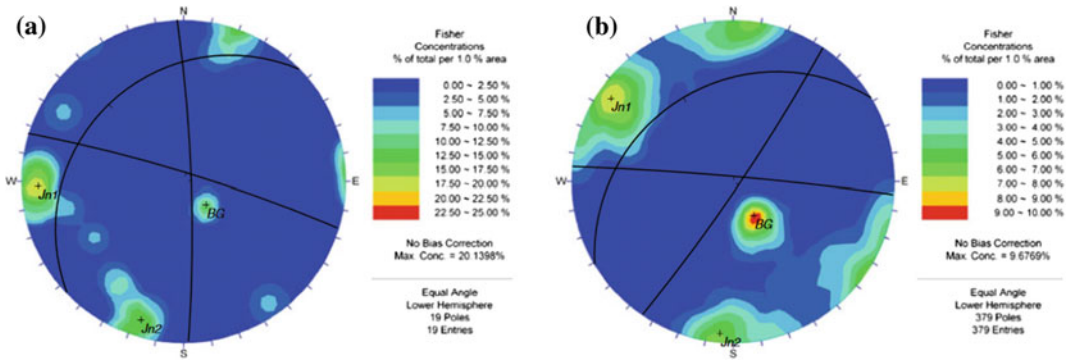 (a)
N
W
E
S
Jn1
BG
Jn2
Fisher
Concentrations
% of total per 1.0 % area
0.00 ~ 2.50 %
2.50 ~ 5.00 %
5.00 ~ 7.50 %
7.50 ~ 10.00 %
10.00 ~ 12.50 %
12.50 ~ 15.00 %
15.00 ~ 17.50 %
17.50 ~ 20.00 %
20.00 ~ 22.50 %
22.50 ~ 25.00 %
No Bias Correction
Max. Conc. = 20.1398%
Equal Angle
Lower Hemisphere
19 Poles
19 Entries
(b)
N
Jn1
W
E
BG
Jn2
S
Fisher
Concentrations
% of total per 1.0 % area
0.00 ~ 1.00 %
1.00 ~ 2.00 %
2.00 ~ 3.00 %
3.00 ~ 4.00 %
4.00 ~ 5.00 %
5.00 ~ 6.00 %
6.00 ~ 7.00 %
7.00 ~ 8.00 %
8.00 ~ 9.00 %
9.00 ~ 10.00 %
No Bias Correction
Max. Conc. = 9.6769%
Equal Angle
Lower Hemisphere
379 Poles
379 Entries